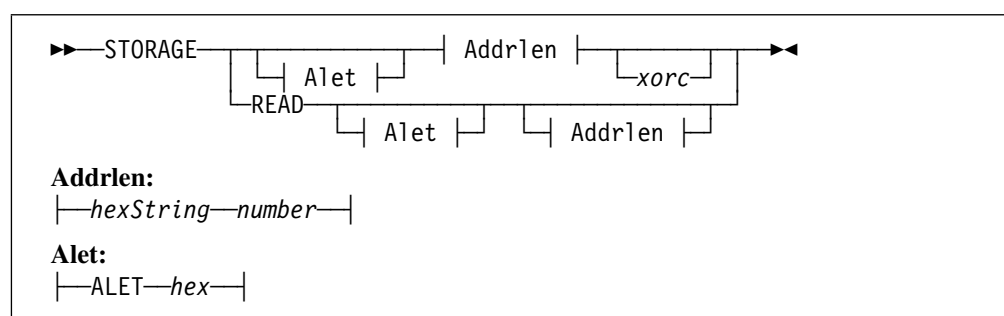 ►►──STORAGE──┬─┬──────────┬──┤ Addrlen ├──┬──────┬─┬──►◄
└─┤ Alet ├─┘ └─xorc─┘
└─READ──┬──────────┬──┬─────────────┬─┘
└─┤ Alet ├─┘ └─┤ Addrlen ├─┘
Addrlen:
├──hexString──number──┤
Alet:
├──ALET──hex──┤